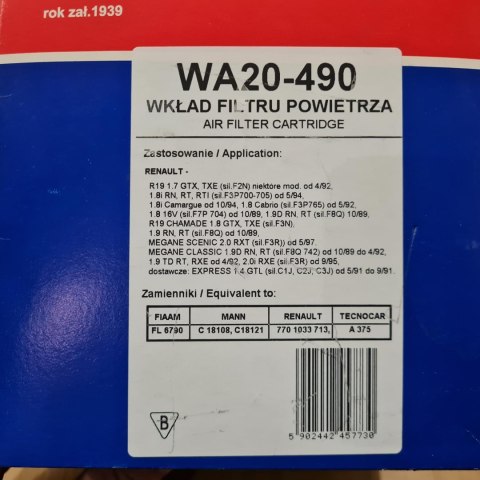 rok zał.1939
WA20-490
WKŁAD FILTRU POWIETRZA
AIR FILTER CARTRIDGE
Zastosowanie / Application:
RENAULT -
R19 1.7 GTX, TXE (sil.F2N) niektóre mod. od 4/92,
1.8i RN, RT, RTI (sil.F3P700-705) od 5/94,
1.8i Camargue od 10/94, 1.8 Cabrio (sil.F3P765) od 5/92,
1.8 16V (sil.F7P 704) od 10/89, 1.9D RN, RT (sil.F8Q) 10/89,
R19 CHAMADE 1.8 GTX, TXE (sil.F3N),
1.9 RN, RT (sil.F8Q) od 10/89,
MEGANE SCENIC 2.0 RXT (sil.F3R)) od 5/97,
MEGANE CLASSIC 1.9D RN, RT (sil.F8Q 742) od 10/89 do 4/92,
1.9 TD RT, RXE od 4/92, 2.0i RXE (sil.F3R) od 9/95,
dostawcze: EXPRESS 1.4 GTL (sil.C1J, C2J, C3J) od 5/91 do 9/91.
Zamienniki / Equivalent to:
FIAAM MANN RENAULT TECNOCAR
FL 6790 C 18108, C18121 770 1033 713, A 375
B
5 902442 457730